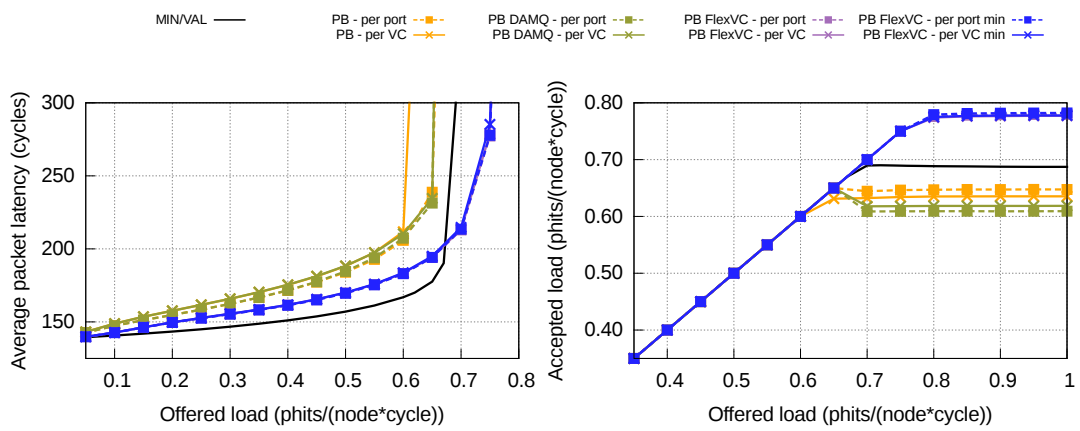 MIN/VAL
PB - per port
PB - per VC
PB DAMQ - per port
PB DAMQ - per VC
PB FlexVC - per port
PB FlexVC - per VC
PB FlexVC - per port min
PB FlexVC - per VC min
Average packet latency (cycles)
300
250
200
150
0.1 0.2 0.3 0.4 0.5 0.6 0.7 0.8
Offered load (phits/(node*cycle))
Accepted load (phits/(node*cycle))
0.80
0.70
0.60
0.50
0.40
0.4 0.5 0.6 0.7 0.8 0.9 1
Offered load (phits/(node*cycle))